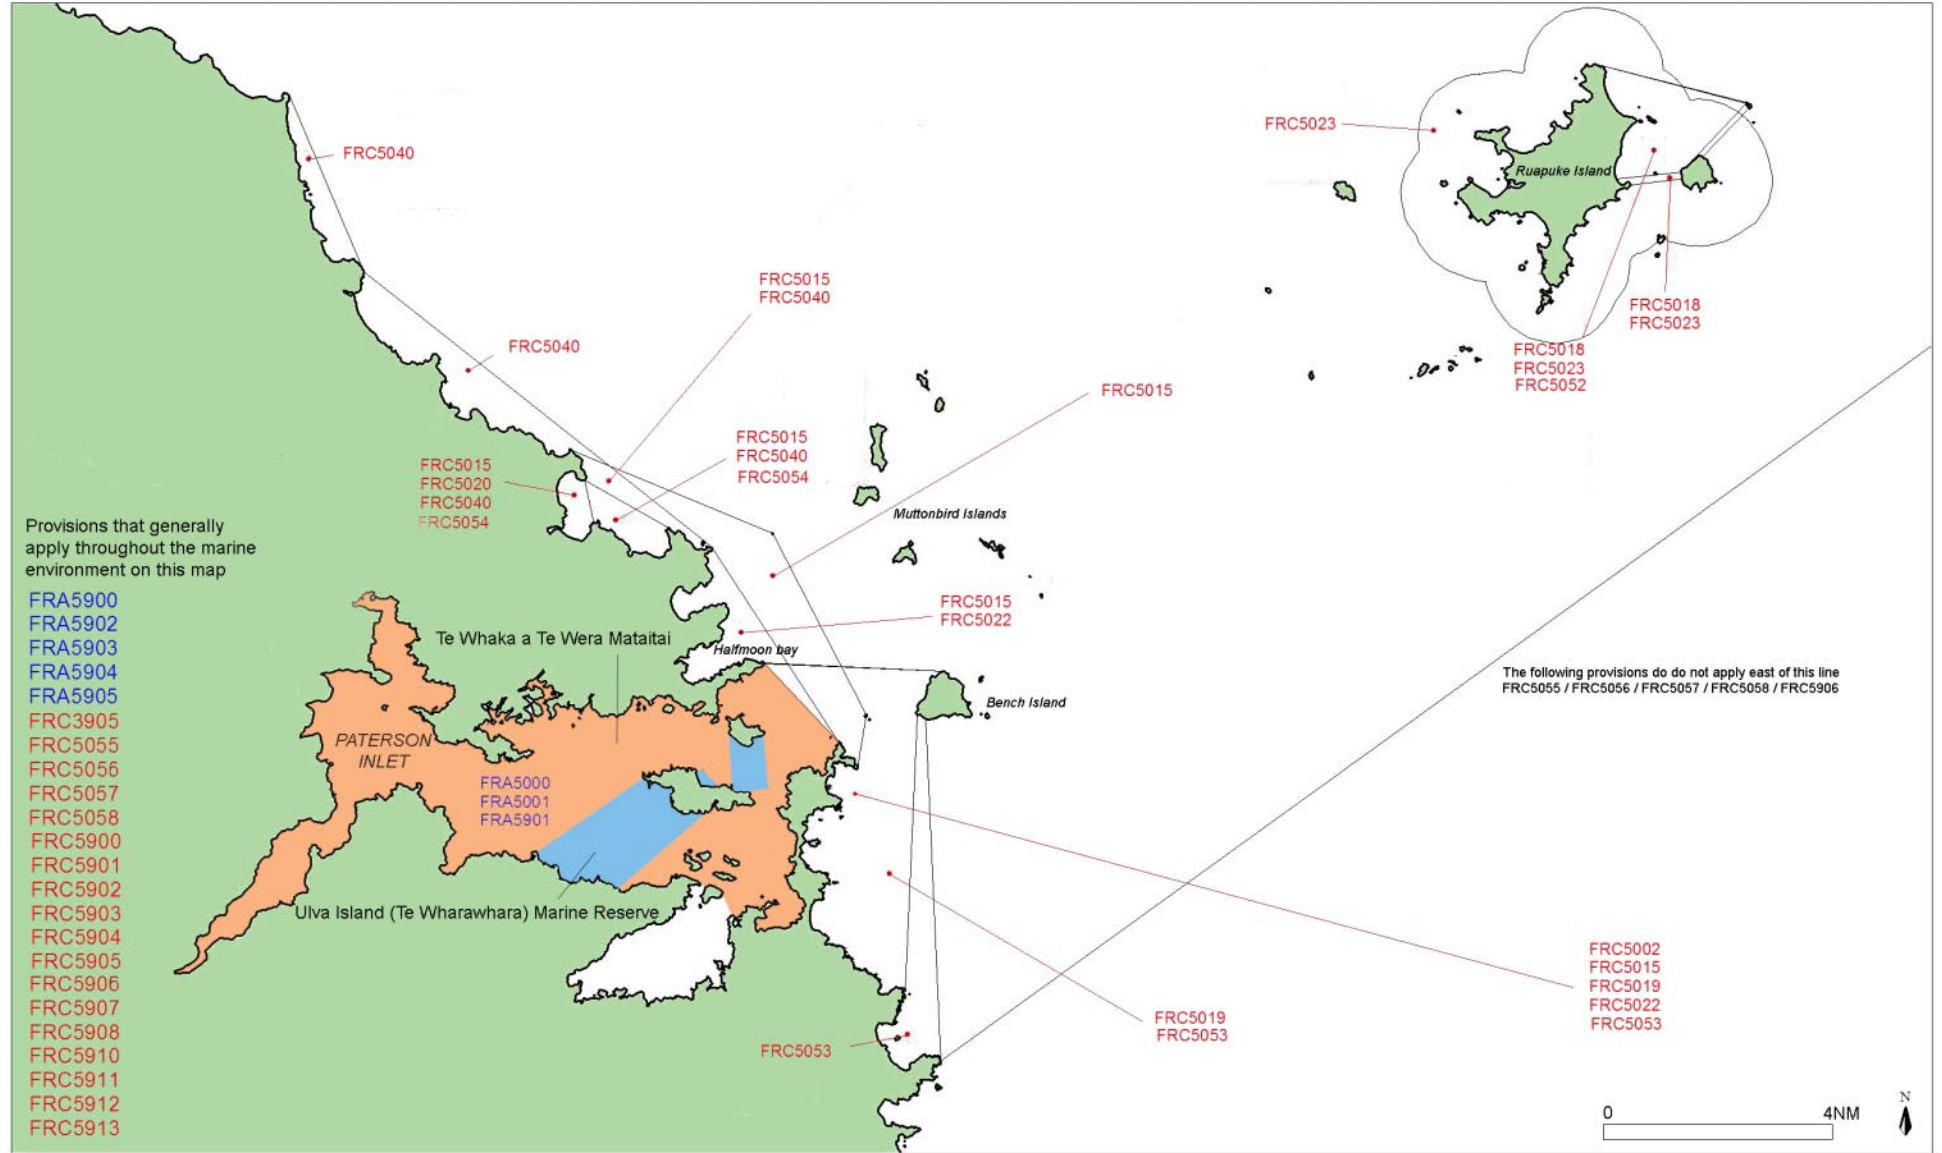 FRC5040
FRC5023
Ruapuke Island
FRC5018
FRC5023
FRC5018
FRC5023
FRC5052
FRC5015
FRC5040
FRC5040
FRC5015
FRC5015
FRC5040
FRC5054
FRC5015
FRC5020
FRC5040
FRC5054
Muttonbird Islands
Provisions that generally
apply throughout the marine
environment on this map
FRA5900
FRA5902
FRA5903
FRA5904
FRA5905
FRC3905
FRC5055
FRC5056
FRC5057
FRC5058
FRC5900
FRC5901
FRC5902
FRC5903
FRC5904
FRC5905
FRC5906
FRC5907
FRC5908
FRC5910
FRC5911
FRC5912
FRC5913
FRC5015
FRC5022
Te Whaka a Te Wera Mataitai
Halfmoon bay
Bench Island
The following provisions do do not apply east of this line
FRC5055 / FRC5056 / FRC5057 / FRC5058 / FRC5906
PATERSON
INLET
FRA5000
FRA5001
FRA5901
Ulva Island (Te Wharawhara) Marine Reserve
FRC5002
FRC5015
FRC5019
FRC5022
FRC5053
FRC5019
FRC5053
FRC5053
0 4NM
N